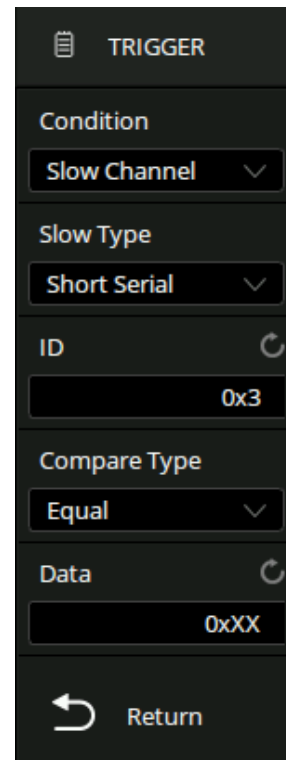 TRIGGER
Condition
Slow Channel
Slow Type
Short Serial
ID
0x3
Compare Type
Equal
Data
0xXX
Return